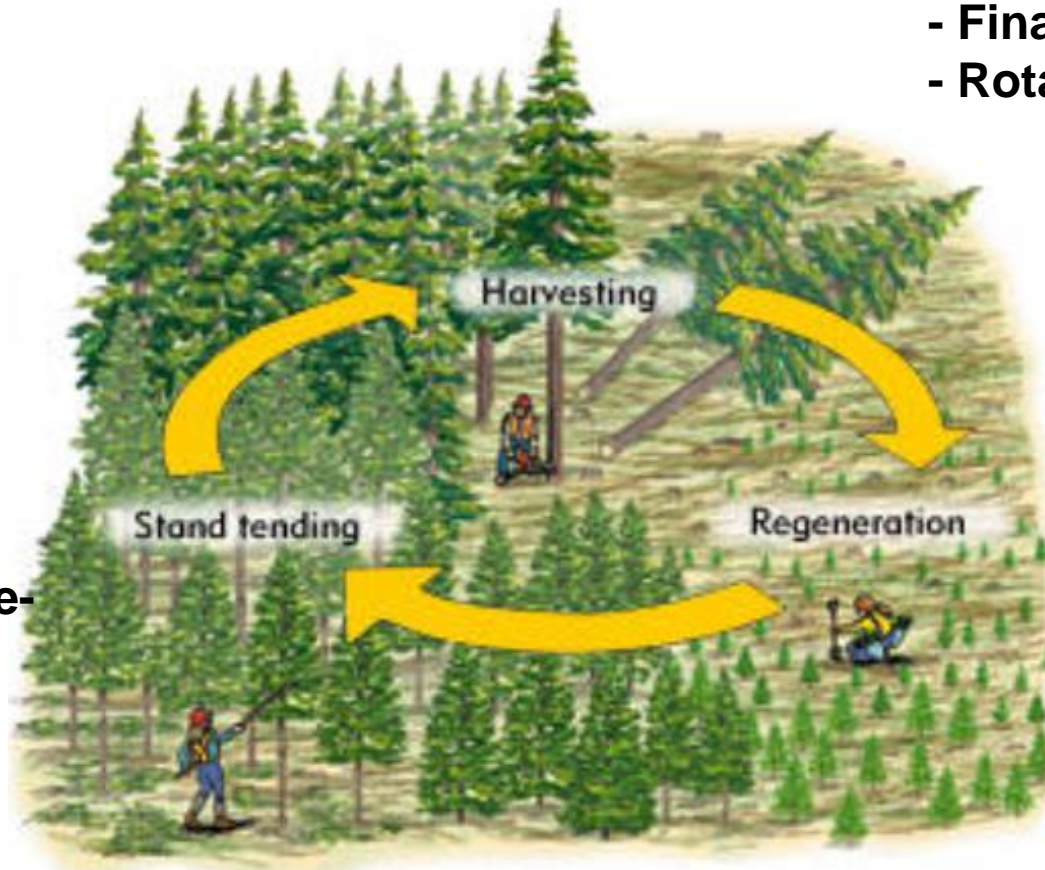 - Fina
- Rota
Harvesting
Stand tending
Regeneration
e-